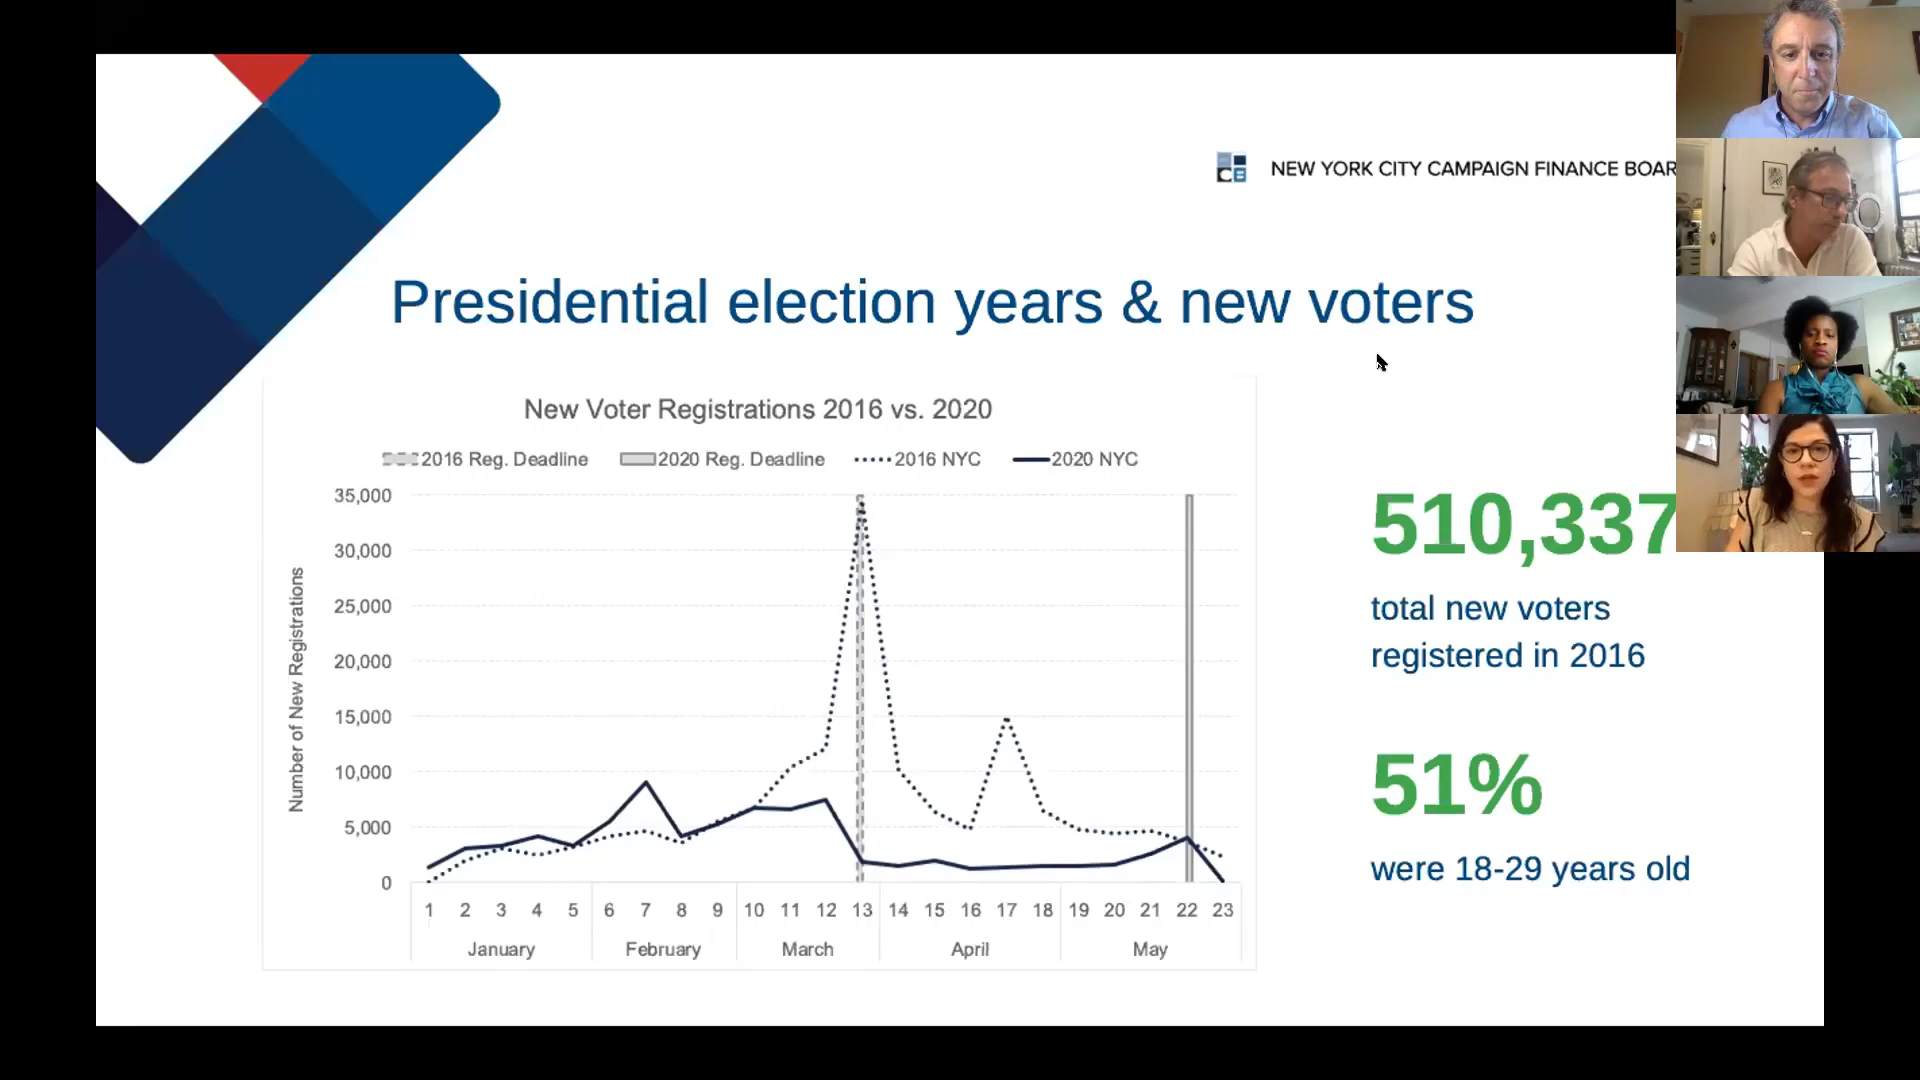 NEW YORK CITY CAMPAIGN FINANCE BOAR
Presidential election years & new voters
New Voter Registrations 2016 vs. 2020
2016 Reg. Deadline 2020 Reg. Deadline 2016 NYC 2020 NYC
Number of New Registrations
35,000
30,000
25,000
20,000
15,000
10,000
5,000
0
1 2 3 4 5 6 7 8 9 10 11 12 13 14 15 16 17 18 19 20 21 22 23
January February March April May
510,337
total new voters
registered in 2016
51%
were 18-29 years old